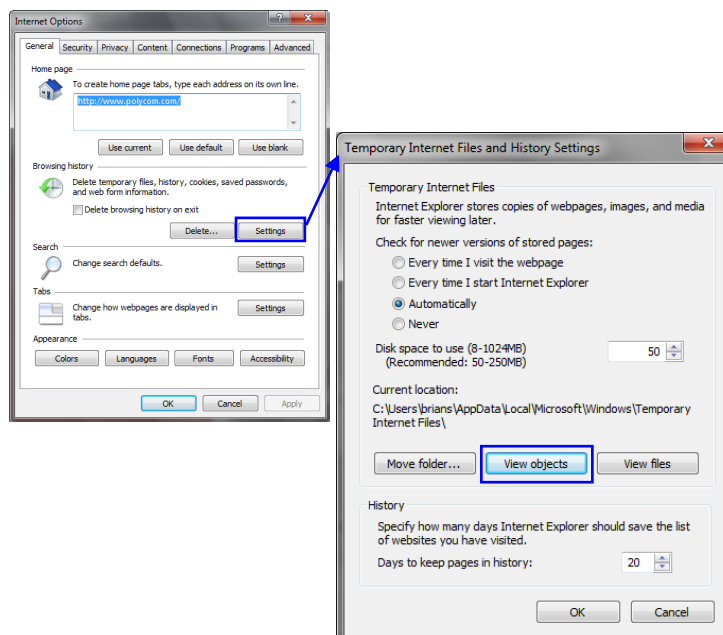 Internet Options
General Security Privacy Content Connections Programs Advanced
Home page
To create home page tabs, type each address on its own line.
http://www.polycom.com/
Use current Use default Use blank
Browsing history
Delete temporary files, history, cookies, saved passwords,
and web form information.
Delete browsing history on exit
Delete... Settings
Search
Change search defaults. Settings
Tabs
Change how webpages are displayed in Settings
tabs.
Appearance
Colors Languages Fonts Accessibility
OK Cancel Apply
Temporary Internet Files and History Settings
Temporary Internet Files
Internet Explorer stores copies of webpages, images, and media
for faster viewing later.
Check for newer versions of stored pages:
Every time I visit the webpage
Every time I start Internet Explorer
Automatically
Never
Disk space to use (8-1024MB) 50
(Recommended: 50-250MB)
Current location:
C:\Users\brians\AppData\Local\Microsoft\Windows\Temporary
Internet Files\
Move folder... View objects View files
History
Specify how many days Internet Explorer should save the list
of websites you have visited.
Days to keep pages in history: 20
OK Cancel